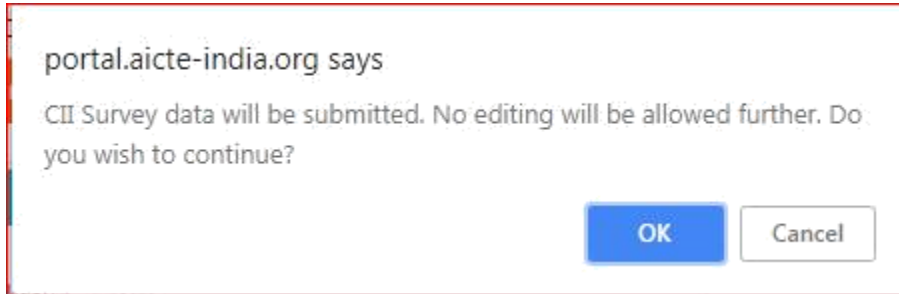 portal.aicte-india.org says
CII Survey data will be submitted. No editing will be allowed further. Do
you wish to continue?
OK
Cancel